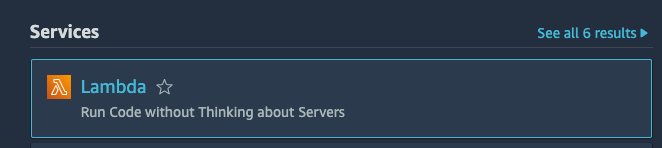 Services
See all 6 results
Lambda
Run Code without Thinking about Servers